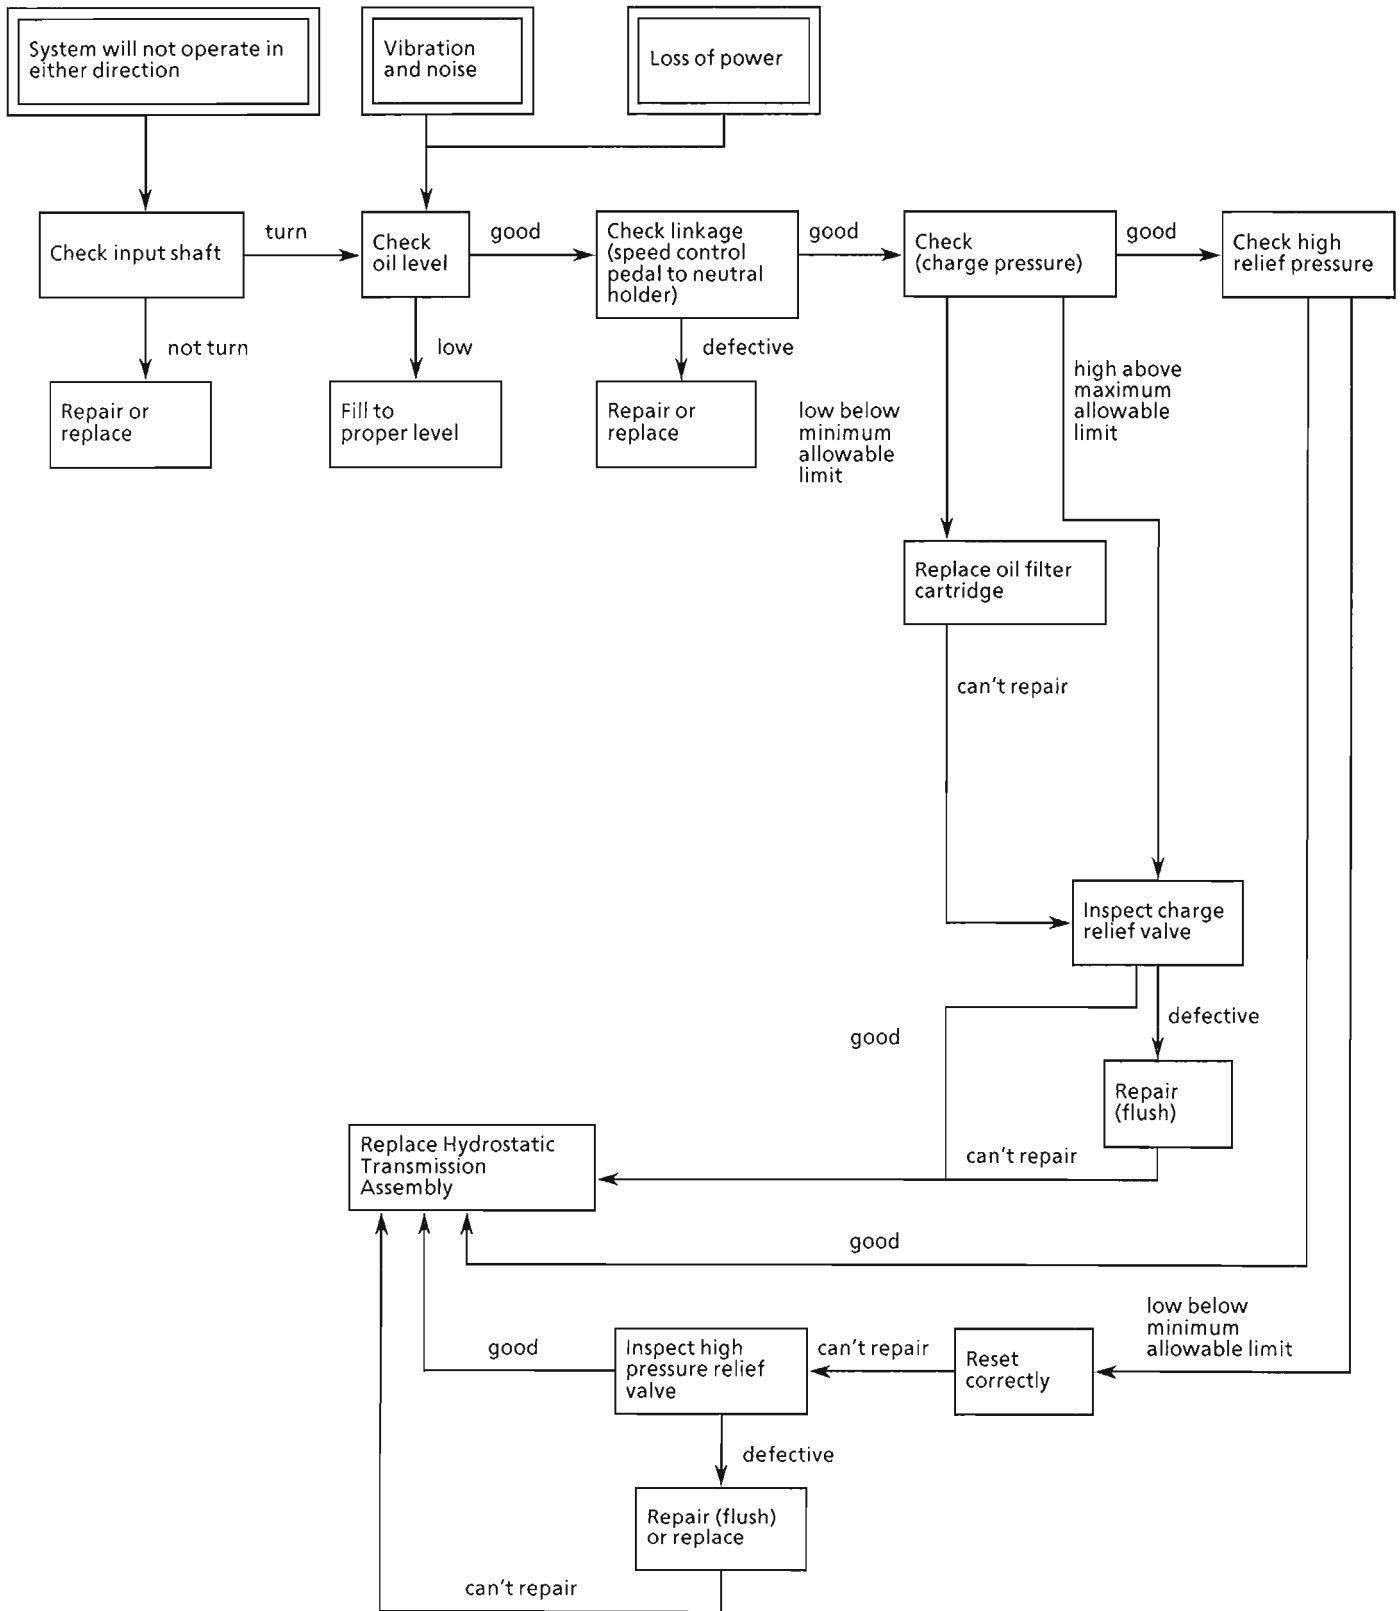 System will not operate in
either direction
Vibration
and noise
Loss of power
Check input shaft
turn
Check
oil level
good
Check linkage
(speed control
pedal to neutral
holder)
good
Check
(charge pressure)
good
Check high
relief pressure
not turn
low
defective
high above
maximum
allowable
limit
Repair or
replace
Fill to
proper level
Repair or
replace
low below
minimum
allowable
limit
Replace oil filter
cartridge
can't repair
Inspect charge
relief valve
good
defective
Repair
(flush)
Replace Hydrostatic
Transmission
Assembly
can't repair
good
low below
minimum
allowable limit
good
Inspect high
pressure relief
valve
can't repair
Reset
correctly
defective
Repair (flush)
or replace
can't repair